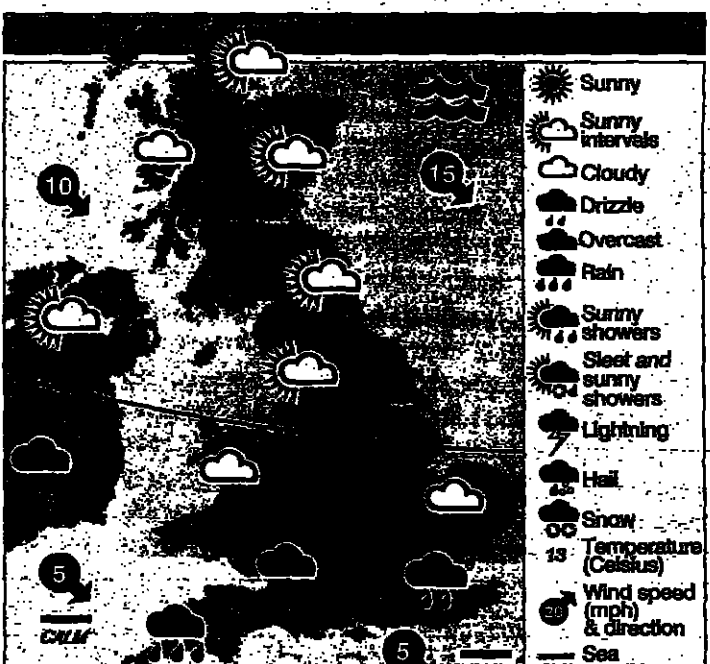 10
15
5
CALM
5
Sunny
Sunny
intervals
Cloudy
Drizzle
Overcast
Rain
Sunny
showers
Sleet and
sunny
showers
Lightning
Hail
Snow
13 Temperature
(Celsius)
Wind speed
(mph)
& direction
Sea